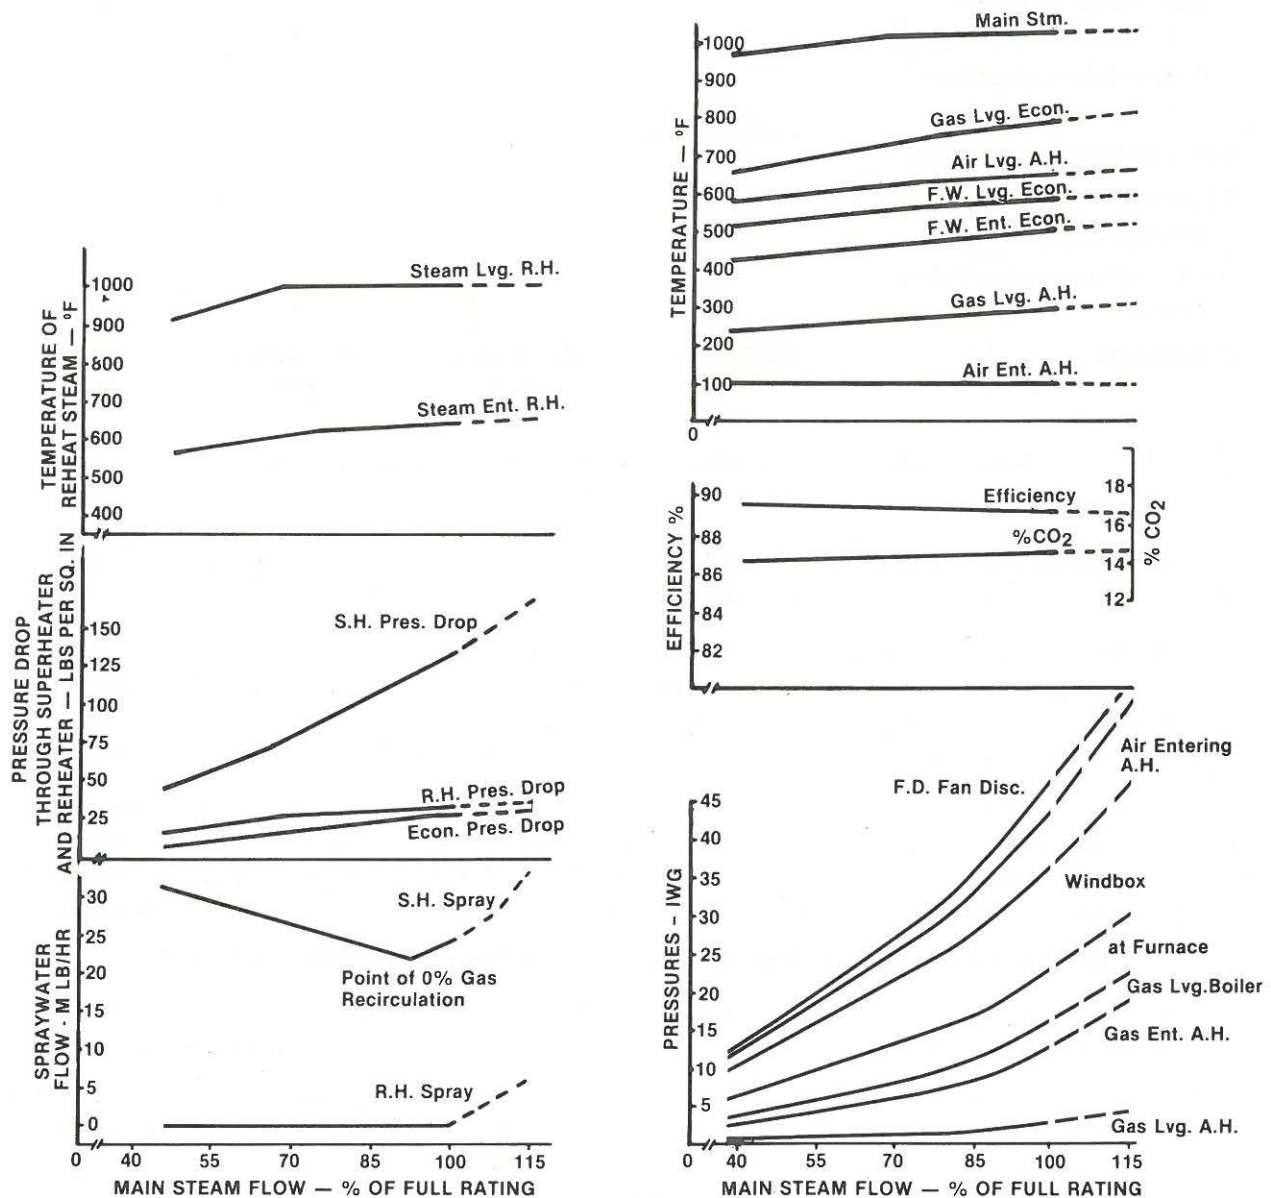 Steam Lvg. R.H.
1000
900
800
700
600
500
400
TEMPERATURE OF
REHEAT STEAM — °F
Steam Ent. R.H.
PRESSURE DROP
THROUGH SUPERHEATER
AND REHEATER — LBS PER SQ. IN
150
125
100
75
50
25
S.H. Pres. Drop
R.H. Pres. Drop
Econ. Pres. Drop
SPRAYWATER
FLOW - M LB/HR
30
25
20
15
10
5
0
S.H. Spray
Point of 0% Gas
Recirculation
R.H. Spray
0 40 55 70 85 100 115
MAIN STEAM FLOW — % OF FULL RATING
TEMPERATURE — °F
1000
900
800
700
600
500
400
300
200
100
0
Main Stm.
Gas Lvg. Econ.
Air Lvg. A.H.
F.W. Lvg. Econ.
F.W. Ent. Econ.
Gas Lvg. A.H.
Air Ent. A.H.
EFFICIENCY %
90
88
86
84
82
Efficiency
%CO2
18
16
14
12
% CO2
PRESSURES - IWG
45
40
35
30
25
20
15
10
5
F.D. Fan Disc.
Air Entering
A.H.
Windbox
at Furnace
Gas Lvg.Boiler
Gas Ent. A.H.
Gas Lvg. A.H.
0 40 55 70 85 100 115
MAIN STEAM FLOW — % OF FULL RATING